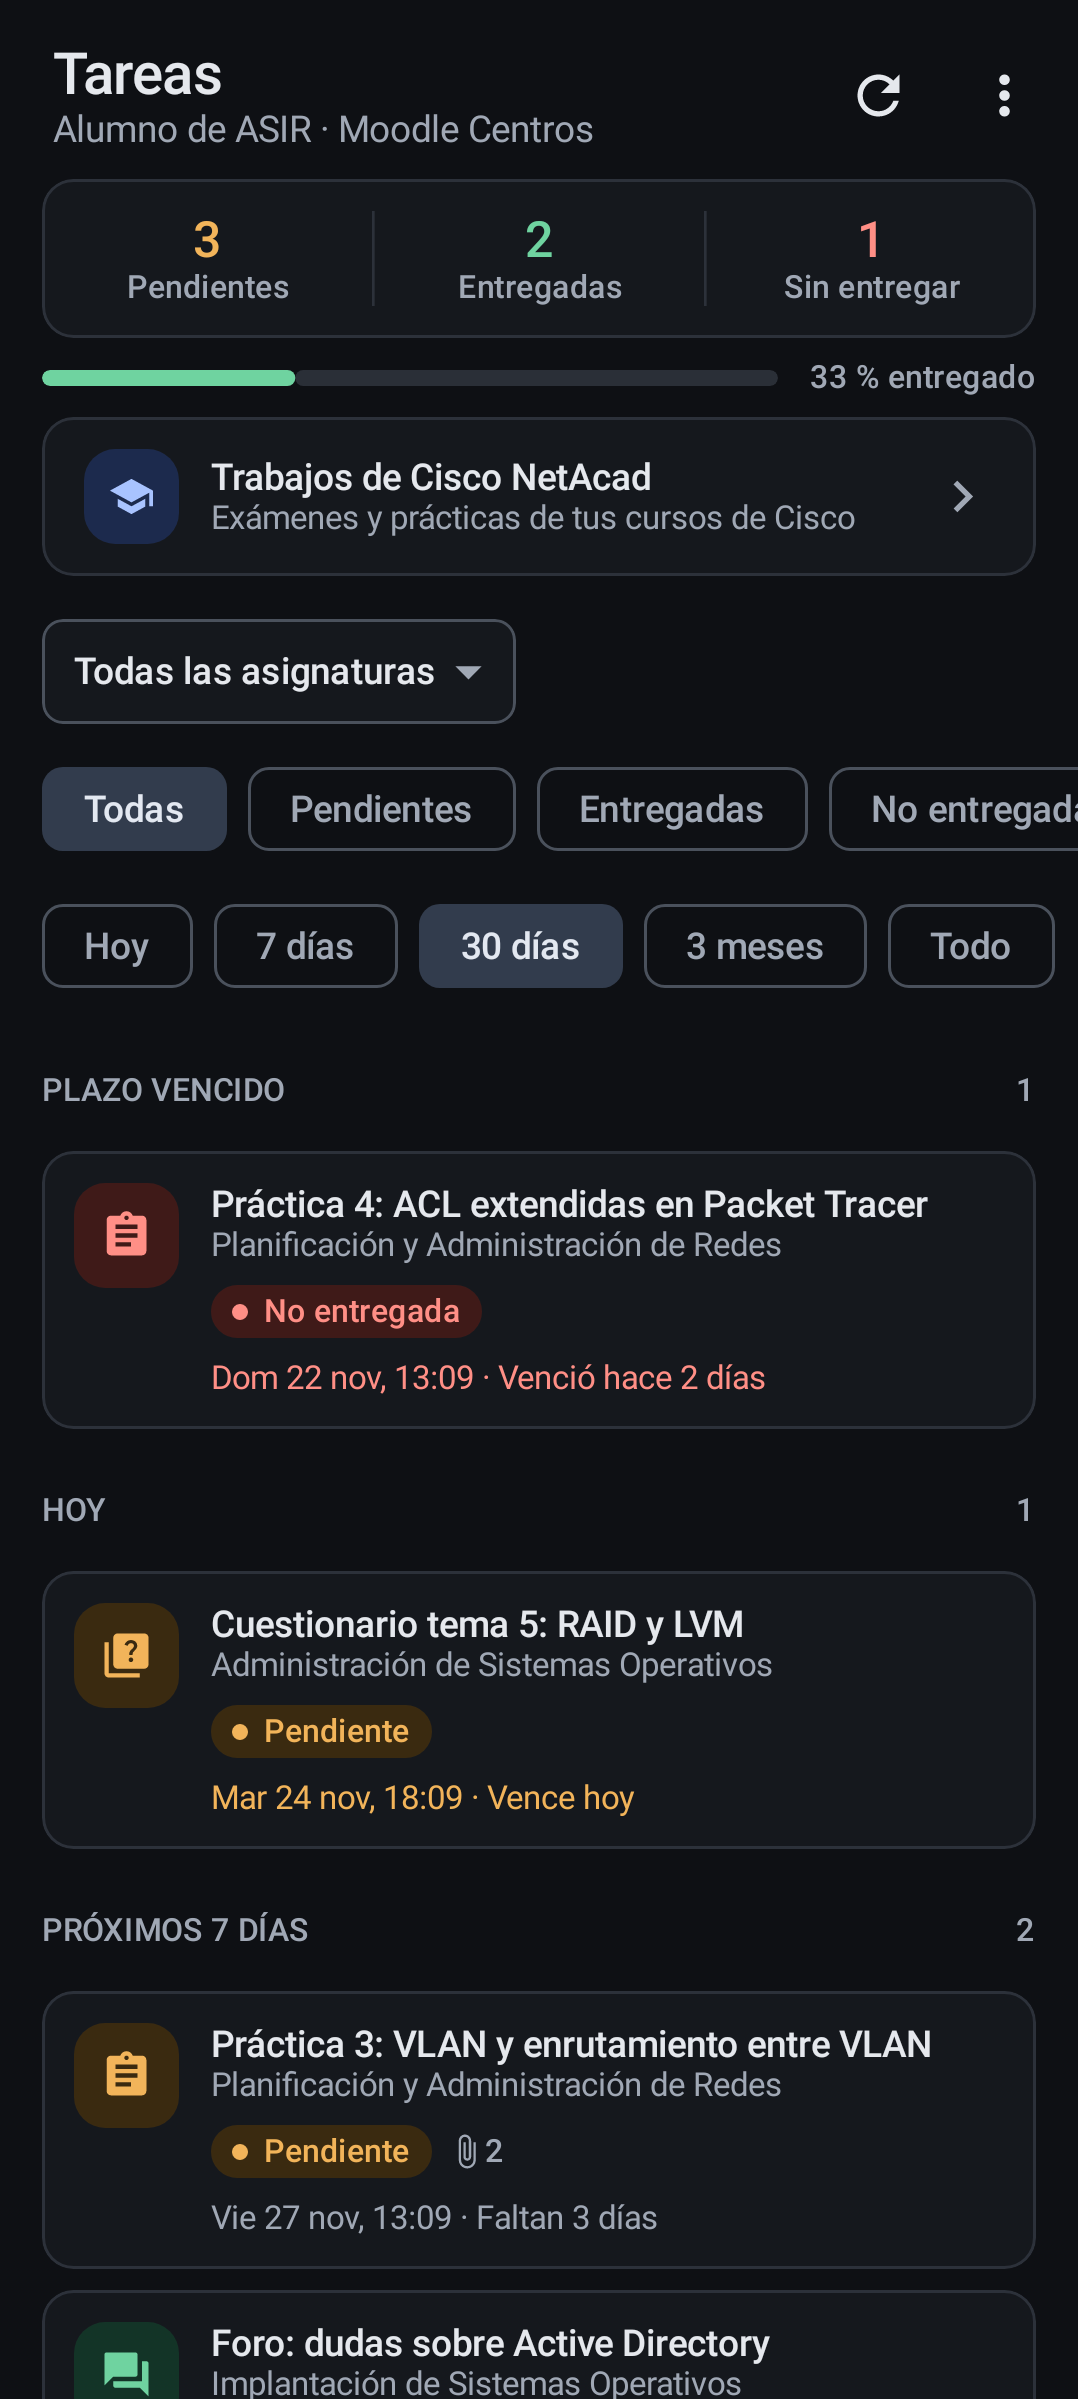 Tareas
Alumno de ASIR · Moodle Centros
3
Pendientes
2
Entregadas
1
Sin entregar
33 % entregado
Trabajos de Cisco NetAcad
Exámenes y prácticas de tus cursos de Cisco
Todas las asignaturas
Todas
Pendientes
Entregadas
No entregada
Hoy
7 días
30 días
3 meses
Todo
PLAZO VENCIDO 1
Práctica 4: ACL extendidas en Packet Tracer
Planificación y Administración de Redes
No entregada
Dom 22 nov, 13:09 · Venció hace 2 días
HOY 1
Cuestionario tema 5: RAID y LVM
Administración de Sistemas Operativos
Pendiente
Mar 24 nov, 18:09 · Vence hoy
PRÓXIMOS 7 DÍAS 2
Práctica 3: VLAN y enrutamiento entre VLAN
Planificación y Administración de Redes
Pendiente 2
Vie 27 nov, 13:09 · Faltan 3 días
Foro: dudas sobre Active Directory
Implantación de Sistemas Operativos